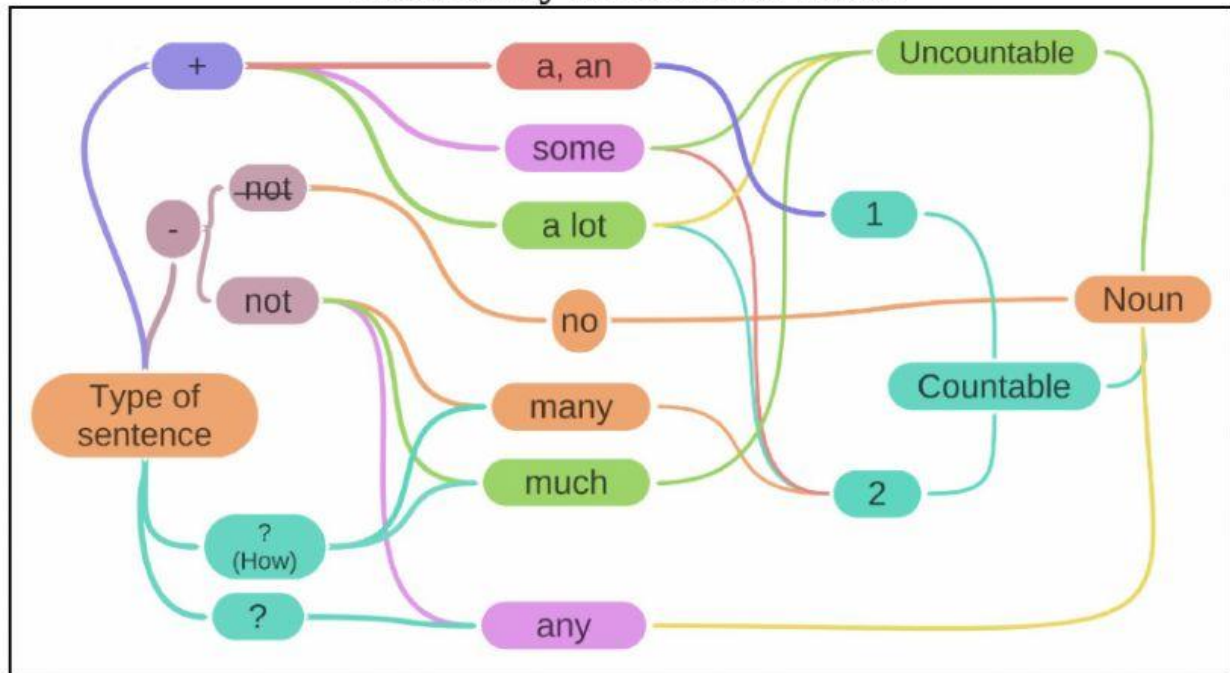 +
a, an
Uncountable
some
not
a lot
1
-
not
no
Noun
Type of
sentence
many
Countable
much
2
?
(How)
?
any